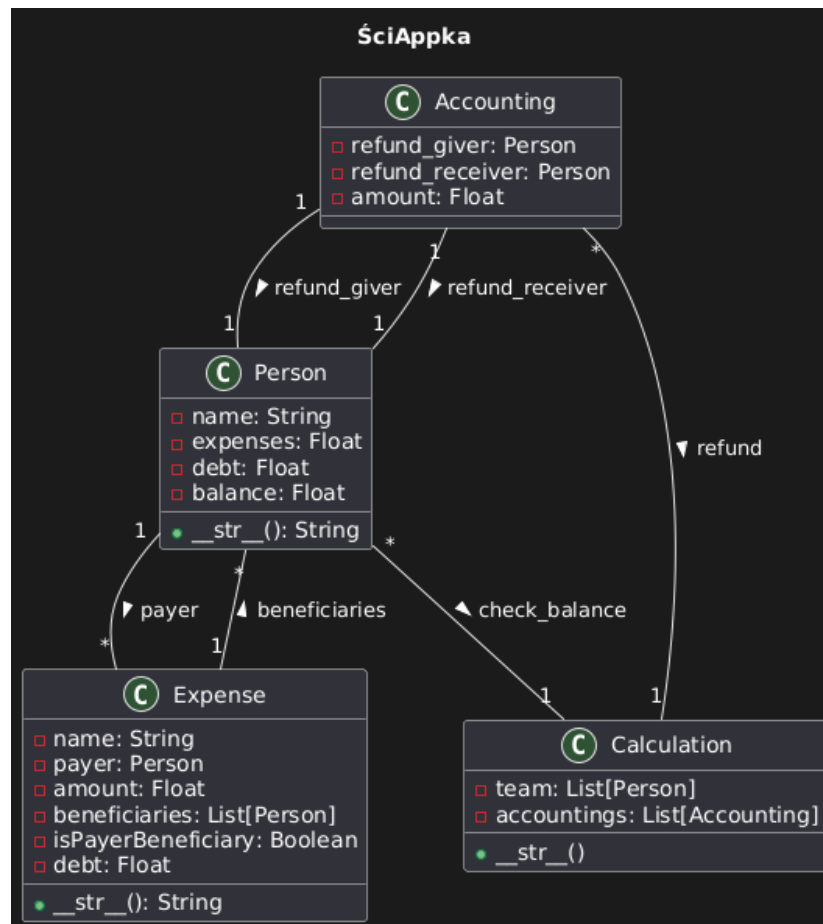 ŚciAppka
C Accounting
refund_giver: Person
refund_receiver: Person
amount: Float
1
1
*
refund_giver
refund_receiver
1
1
C Person
name: String
expenses: Float
debt: Float
balance: Float
__str__(): String
refund
1
*
*
payer
beneficiaries
check_balance
*
1
1
1
C Expense
name: String
payer: Person
amount: Float
beneficiaries: List[Person]
isPayerBeneficiary: Boolean
debt: Float
__str__(): String
C Calculation
team: List[Person]
accountings: List[Accounting]
__str__()